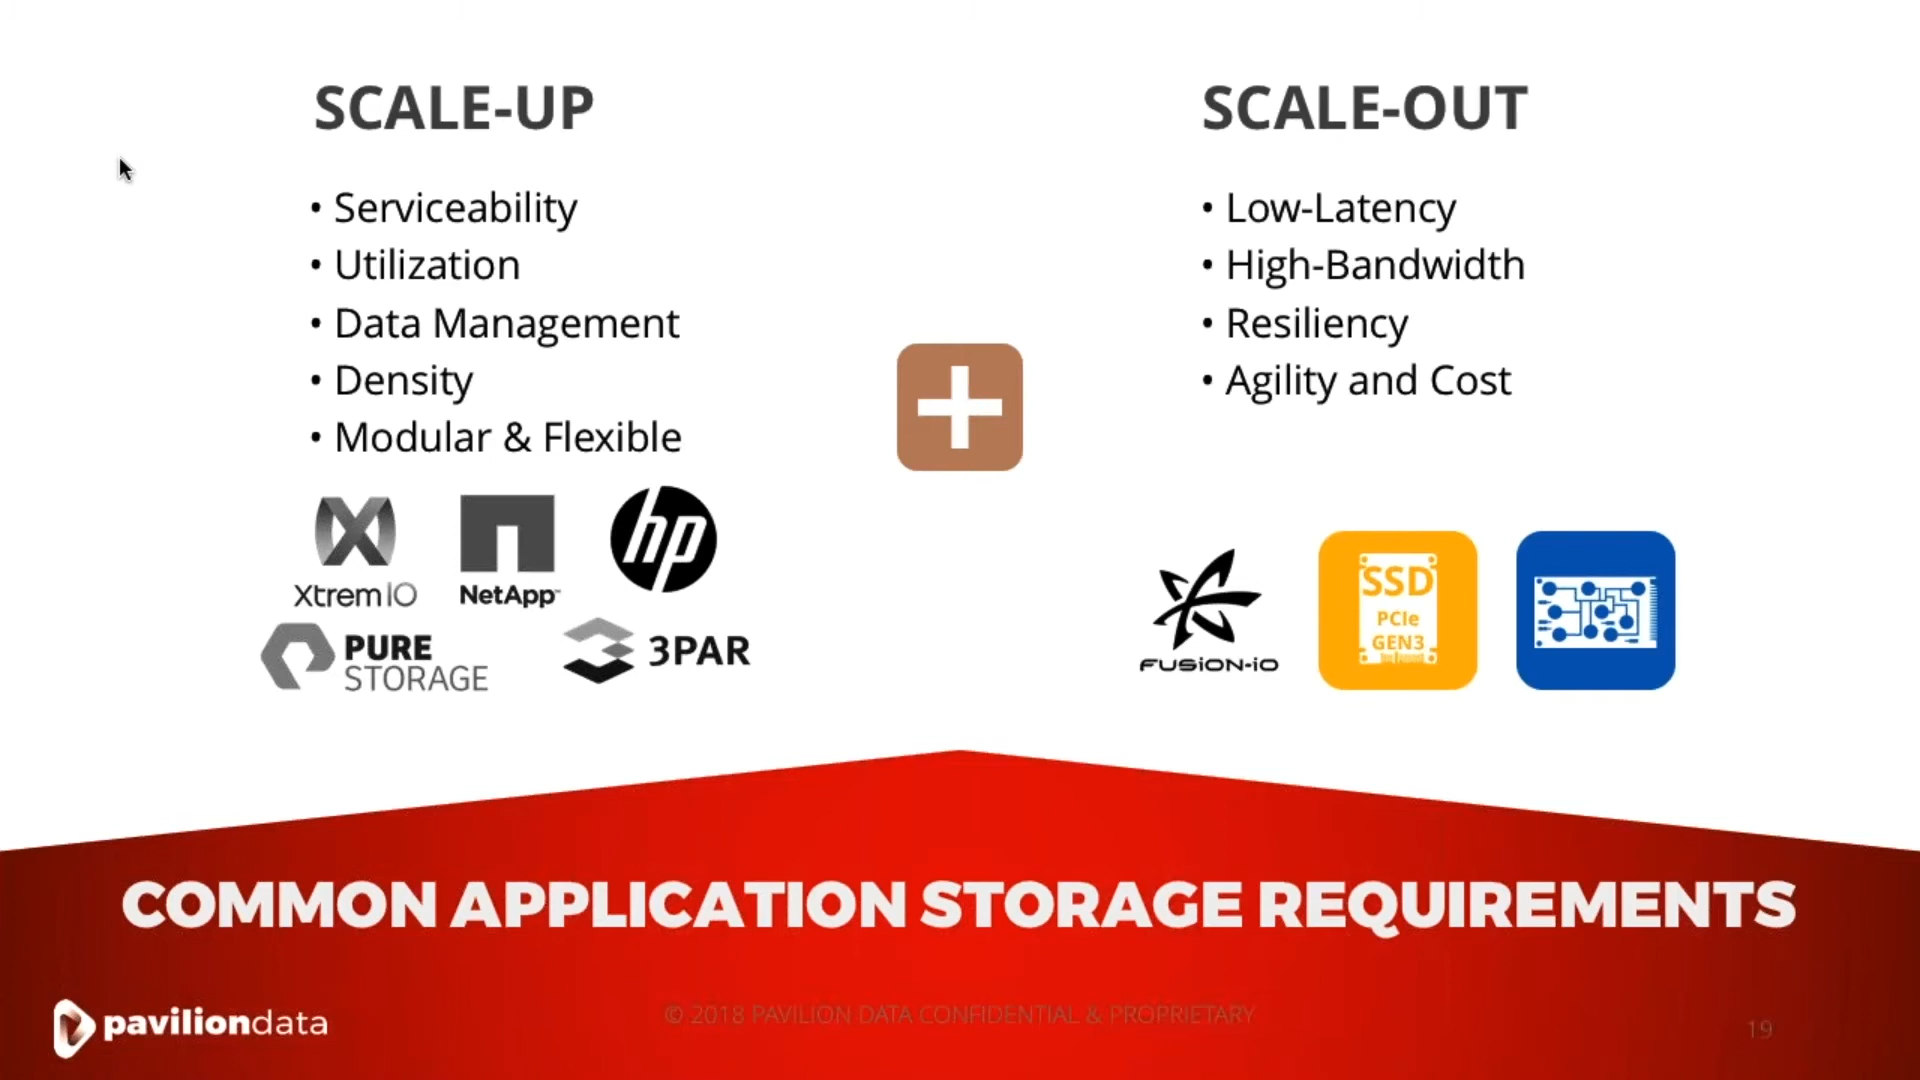 SCALE-UP
• Serviceability
• Utilization
• Data Management
• Density
• Modular & Flexible
XtremIO
NetApp
hp
PURE
STORAGE
3PAR
SCALE-OUT
• Low-Latency
• High-Bandwidth
• Resiliency
• Agility and Cost
FUSION-iO
SSD
PCIe
GEN3
COMMON APPLICATION STORAGE REQUIREMENTS
paviliondata
© 2018 PAVILION DATA CONFIDENTIAL & PROPRIETARY
19